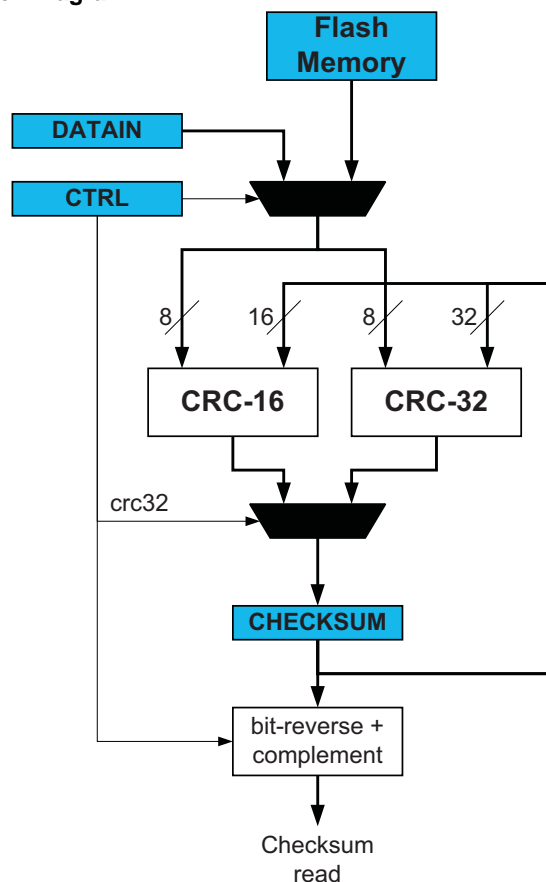 Flash
Memory
DATAIN
CTRL
8
16
8
32
CRC-16
CRC-32
crc32
CHECKSUM
bit-reverse +
complement
Checksum
read